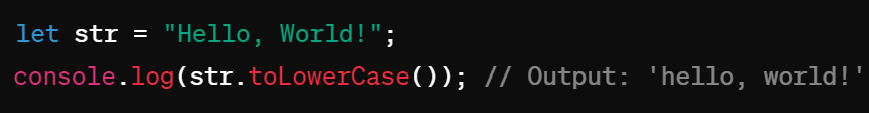 let str = "Hello, World!";
console.log(str.toLowerCase()); // Output: 'hello, world!'